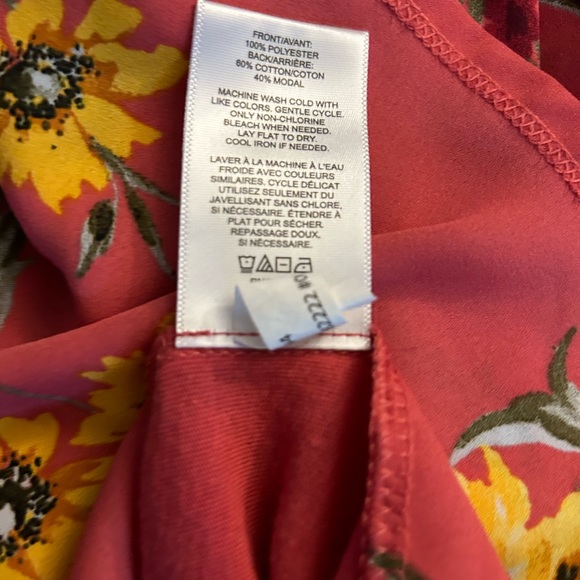 FRONT/AVANT:
100% POLYESTER
BACK/ARRIÈRE:
60% COTTON/COTON
40% MODAL
MACHINE WASH COLD WITH
LIKE COLORS. GENTLE CYCLE.
ONLY NON-CHLORINE
BLEACH WHEN NEEDED.
LAY FLAT TO DRY.
COOL IRON IF NEEDED.
LAVER À LA MACHINE À L'EAU
FROIDE AVEC COULEURS
SIMILAIRES. CYCLE DÉLICAT
UTILISEZ SEULEMENT DU
JAVELLISANT SANS CHLORE,
SI NÉCESSAIRE. ÉTENDRE À
PLAT POUR SÉCHER.
REPASSAGE DOUX.
SI NÉCESSAIRE.